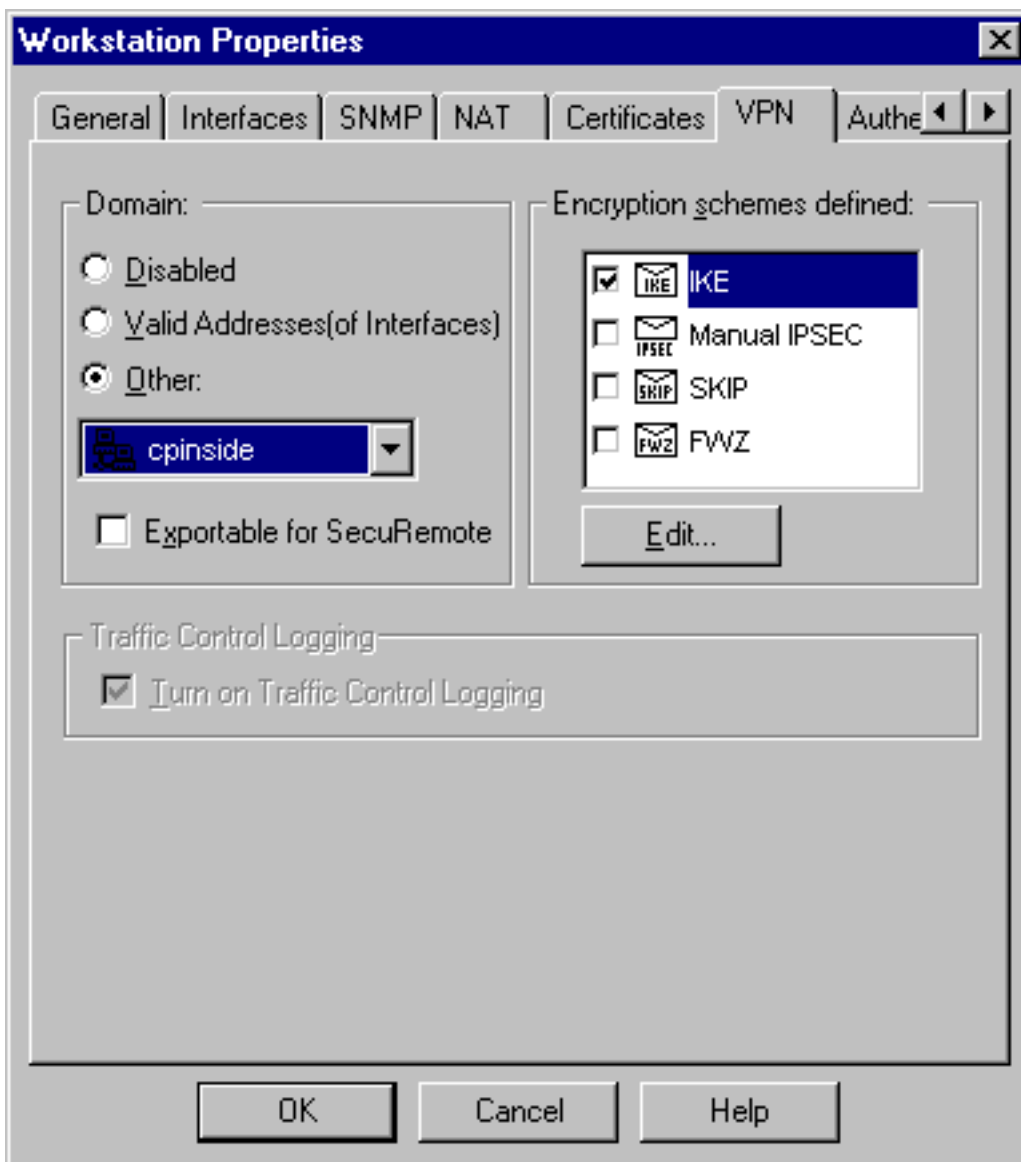 Workstation Properties
General Interfaces SNMP NAT Certificates VPN Authe
Domain:
Disabled
Valid Addresses(of Interfaces)
Other:
cpinside
Exportable for SecuRemote
Encryption schemes defined:
IKE IKE
IPSEC Manual IPSEC
SKIP SKIP
FWZ FWZ
Edit...
Traffic Control Logging
Turn on Traffic Control Logging
OK Cancel Help